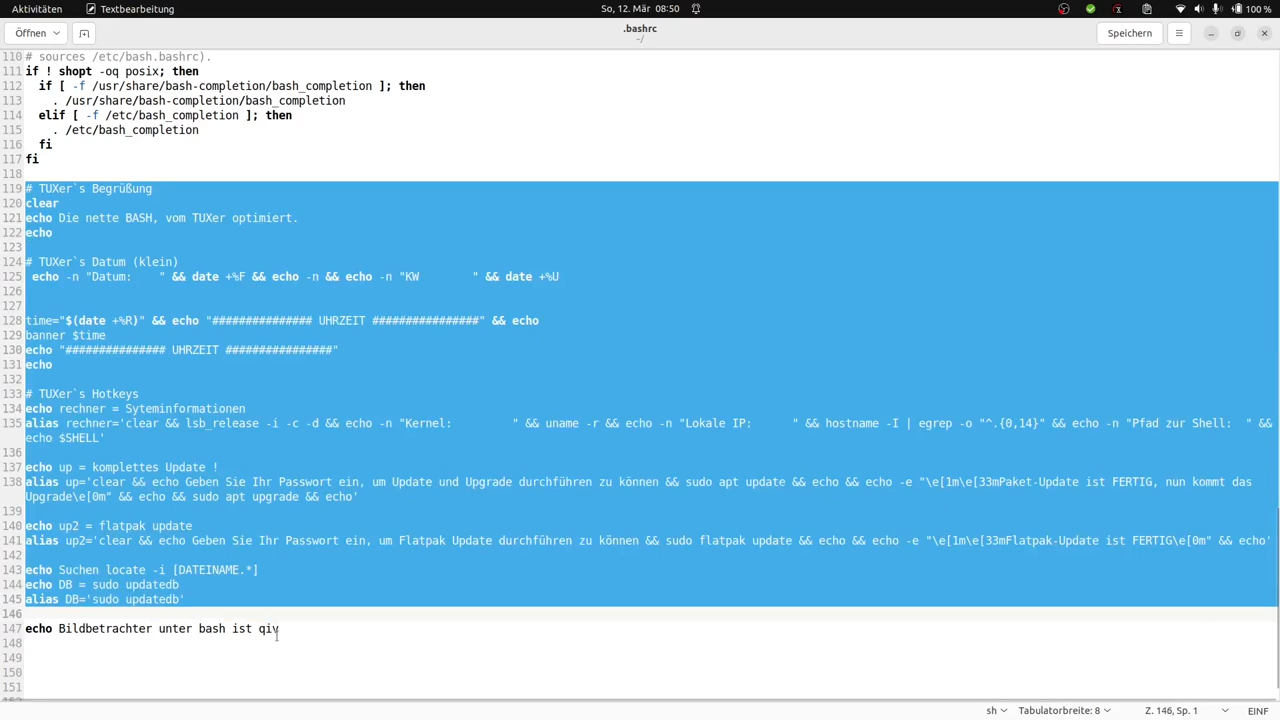 Aktivitäten
Textbearbeitung
So, 12. Mär 08:50
100 %
Öffnen
.bashrc
~/
Speichern
110 # sources /etc/bash.bashrc).
111 if ! shopt -oq posix; then
112   if [ -f /usr/share/bash-completion/bash_completion ]; then
113     . /usr/share/bash-completion/bash_completion
114   elif [ -f /etc/bash_completion ]; then
115     . /etc/bash_completion
116   fi
117 fi
118
119 # TUXer`s Begrüßung
120 clear
121 echo Die nette BASH, vom TUXer optimiert.
122 echo
123
124 # TUXer`s Datum (klein)
125  echo -n "Datum:    " && date +%F && echo -n && echo -n "KW        " && date +%U
126
127
128 time="$(date +%R)" && echo "############### UHRZEIT ################" && echo
129 banner $time
130 echo "############### UHRZEIT ################"
131 echo
132
133 # TUXer`s Hotkeys
134 echo rechner = Syteminformationen
135 alias rechner='clear && lsb_release -i -c -d && echo -n "Kernel:         " && uname -r && echo -n "Lokale IP:      " && hostname -I | egrep -o "^.{0,14}" && echo -n "Pfad zur Shell:  " &&
echo $SHELL'
136
137 echo up = komplettes Update !
138 alias up='clear && echo Geben Sie Ihr Passwort ein, um Update und Upgrade durchführen zu können && sudo apt update && echo && echo -e "\e[1m\e[33mPaket-Update ist FERTIG, nun kommt das
Upgrade\e[0m" && echo && sudo apt upgrade && echo'
139
140 echo up2 = flatpak update
141 alias up2='clear && echo Geben Sie Ihr Passwort ein, um Flatpak Update durchführen zu können && sudo flatpak update && echo && echo -e "\e[1m\e[33mFlatpak-Update ist FERTIG\e[0m" && echo'
142
143 echo Suchen locate -i [DATEINAME.*]
144 echo DB = sudo updatedb
145 alias DB='sudo updatedb'
146
147 echo Bildbetrachter unter bash ist qiv
148
149
150
151
sh
Tabulatorbreite: 8
Z. 146, Sp. 1
EINF